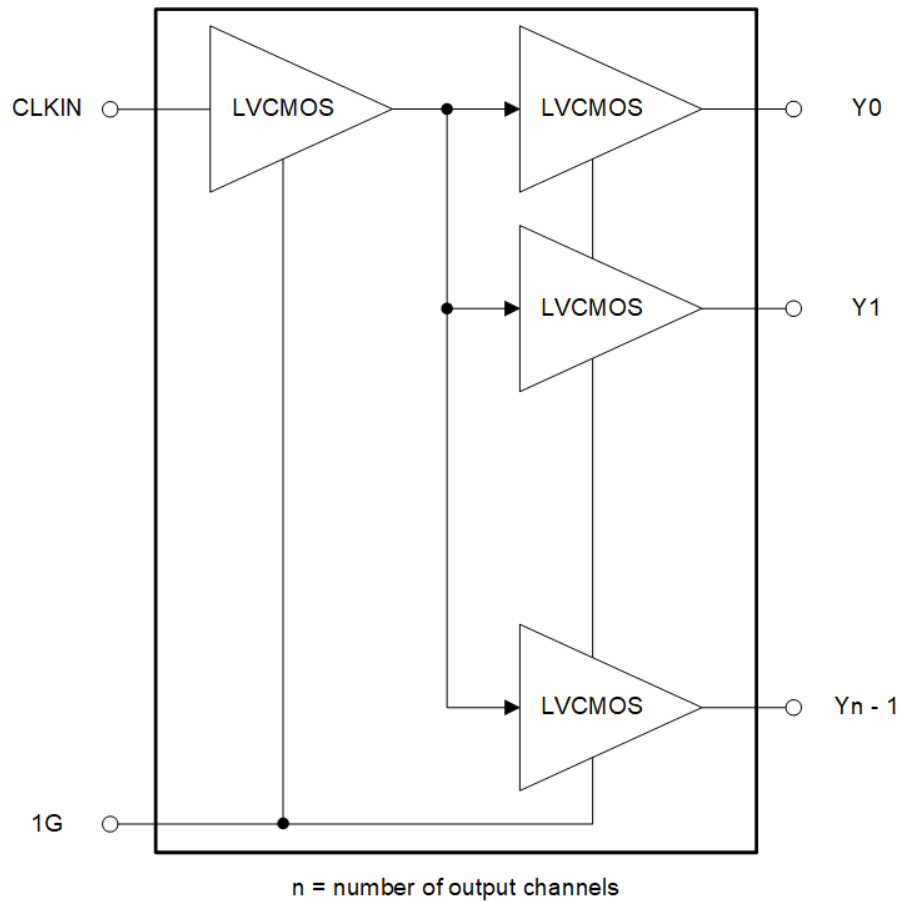 CLKIN
LVCMOS
LVCMOS
Y0
LVCMOS
Y1
LVCMOS
Yn - 1
1G
n = number of output channels